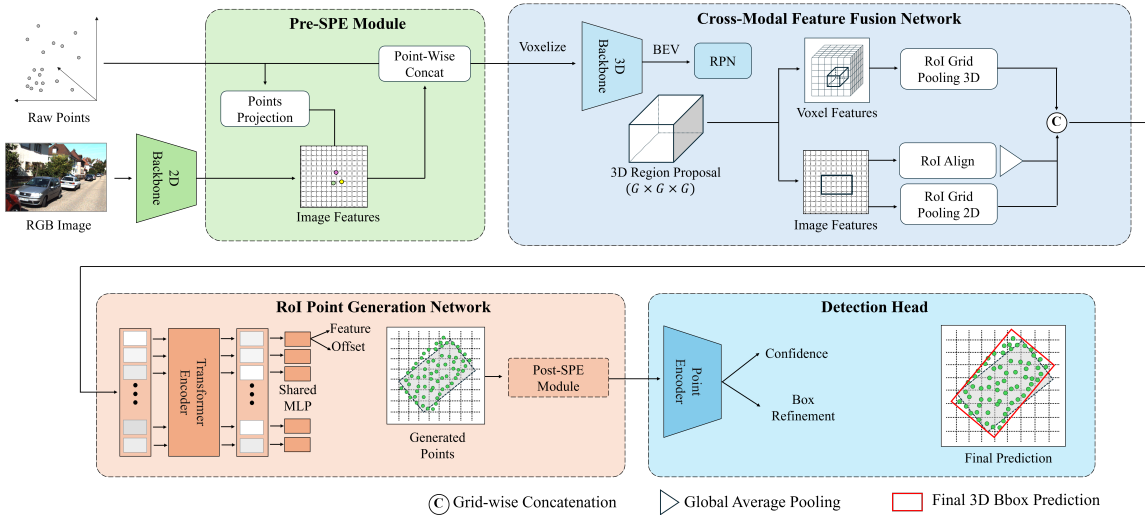 Pre-SPE Module
Raw Points
RGB Image
2D
Backbone
Points
Projection
Point-Wise
Concat
Image Features
Cross-Modal Feature Fusion Network
Voxelize
3D
Backbone
BEV
RPN
3D Region Proposal
(G × G × G)
Voxel Features
RoI Grid
Pooling 3D
Image Features
RoI Align
RoI Grid
Pooling 2D
C
RoI Point Generation Network
Transformer
Encoder
Feature
Offset
Shared
MLP
Generated
Points
Post-SPE
Module
Detection Head
Point
Encoder
Confidence
Box
Refinement
Final Prediction
C Grid-wise Concatenation
Global Average Pooling
Final 3D Bbox Prediction